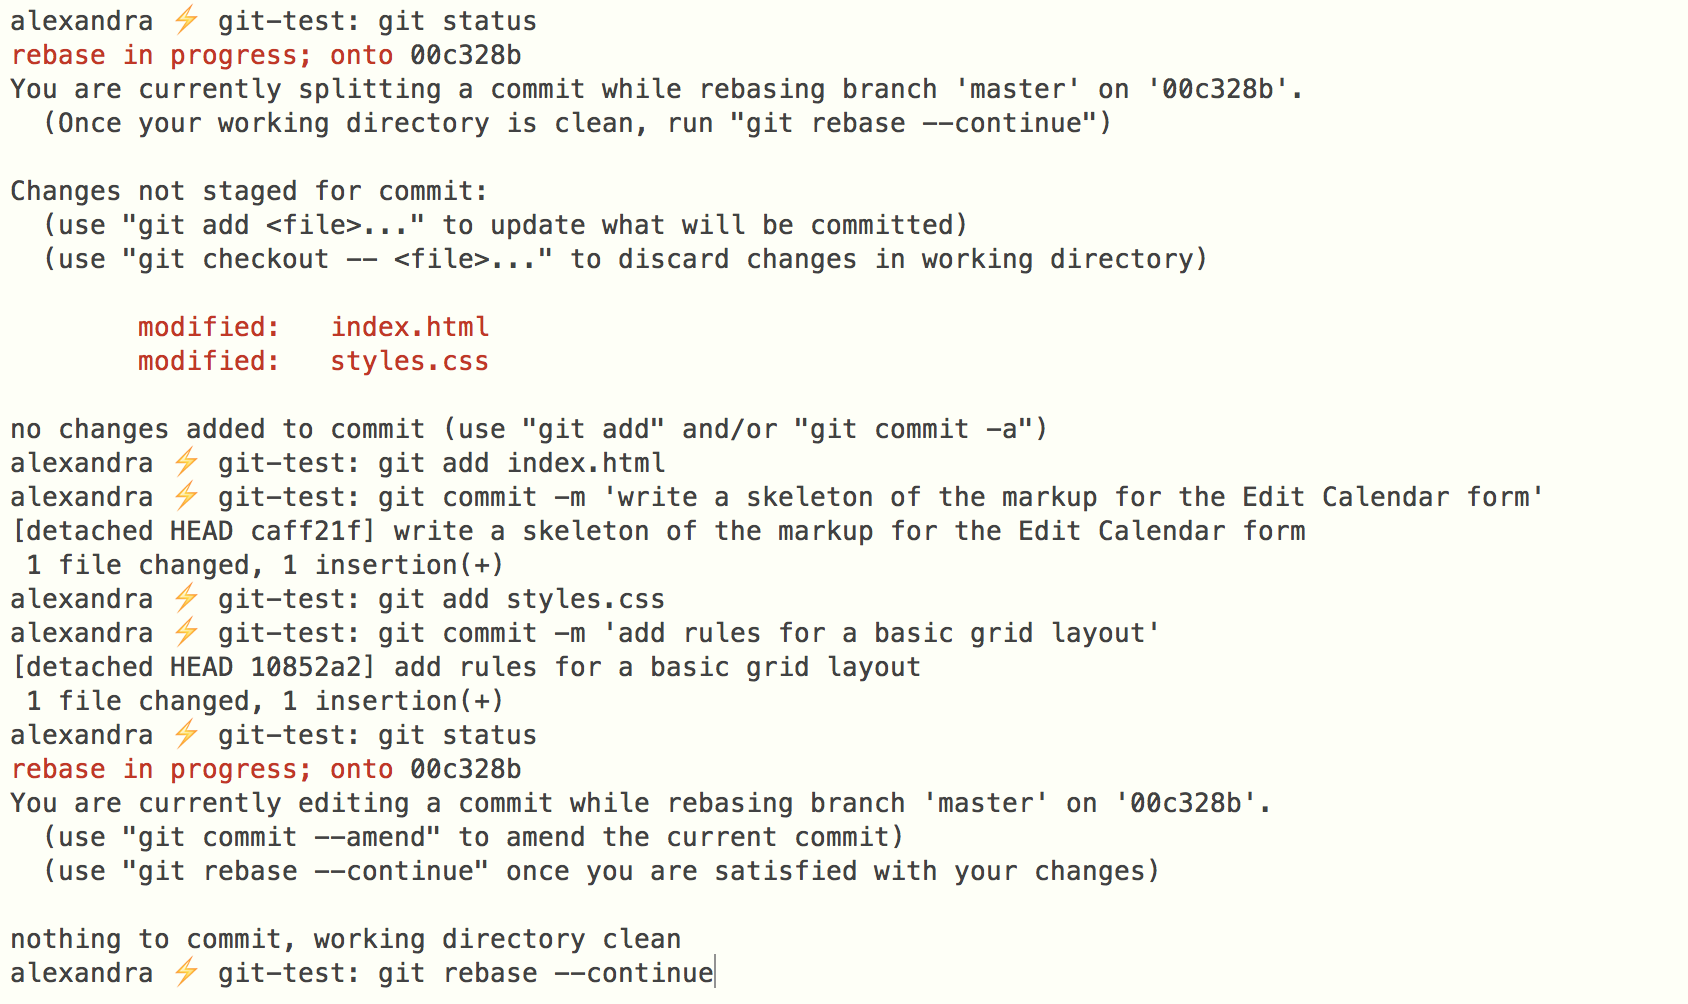 alexandra ⚡ git-test: git status
rebase in progress; onto 00c328b
You are currently splitting a commit while rebasing branch 'master' on '00c328b'.
  (Once your working directory is clean, run "git rebase --continue")

Changes not staged for commit:
  (use "git add <file>..." to update what will be committed)
  (use "git checkout -- <file>..." to discard changes in working directory)

        modified:   index.html
        modified:   styles.css

no changes added to commit (use "git add" and/or "git commit -a")
alexandra ⚡ git-test: git add index.html
alexandra ⚡ git-test: git commit -m 'write a skeleton of the markup for the Edit Calendar form'
[detached HEAD caff21f] write a skeleton of the markup for the Edit Calendar form
 1 file changed, 1 insertion(+)
alexandra ⚡ git-test: git add styles.css
alexandra ⚡ git-test: git commit -m 'add rules for a basic grid layout'
[detached HEAD 10852a2] add rules for a basic grid layout
 1 file changed, 1 insertion(+)
alexandra ⚡ git-test: git status
rebase in progress; onto 00c328b
You are currently editing a commit while rebasing branch 'master' on '00c328b'.
  (use "git commit --amend" to amend the current commit)
  (use "git rebase --continue" once you are satisfied with your changes)

nothing to commit, working directory clean
alexandra ⚡ git-test: git rebase --continue